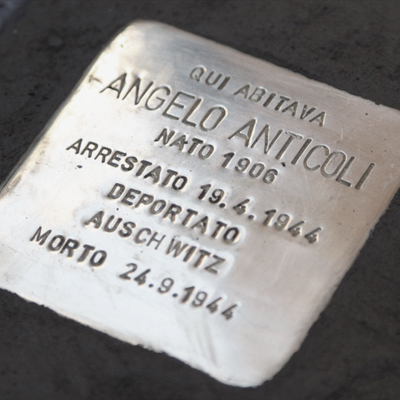 QUI ABITAVA
ANGELO ANTICOLI
NATO 1906
ARRESTATO 19.4.1944
DEPORTATO
AUSCHWITZ
MORTO 24.9.1944